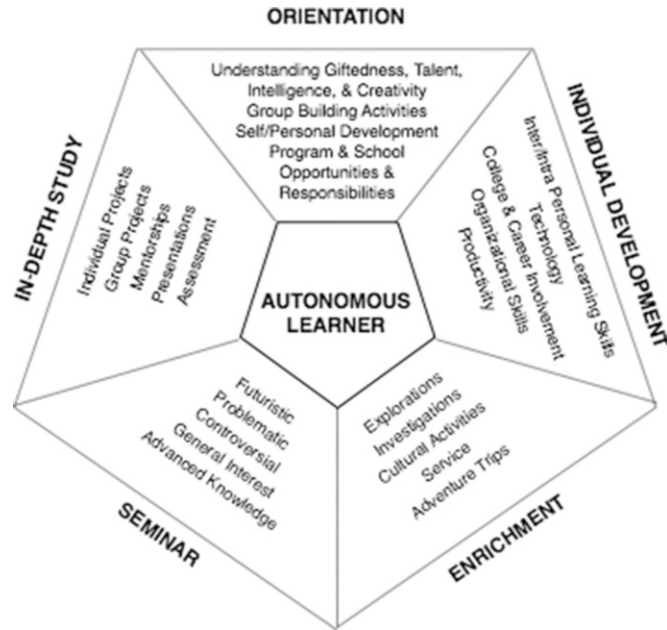 ORIENTATION
Understanding Giftedness, Talent,
Intelligence, & Creativity
Group Building Activities
Self/Personal Development
Program & School
Opportunities &
Responsibilities
INDIVIDUAL DEVELOPMENT
Inter/Intra Personal Learning Skills
Technology
College & Career Involvement
Organizational Skills
Productivity
ENRICHMENT
Explorations
Investigations
Cultural Activities
Service
Adventure Trips
SEMINAR
Futuristic
Problematic
Controversial
General Interest
Advanced Knowledge
IN-DEPTH STUDY
Individual Projects
Group Projects
Mentorships
Presentations
Assessment
AUTONOMOUS
LEARNER